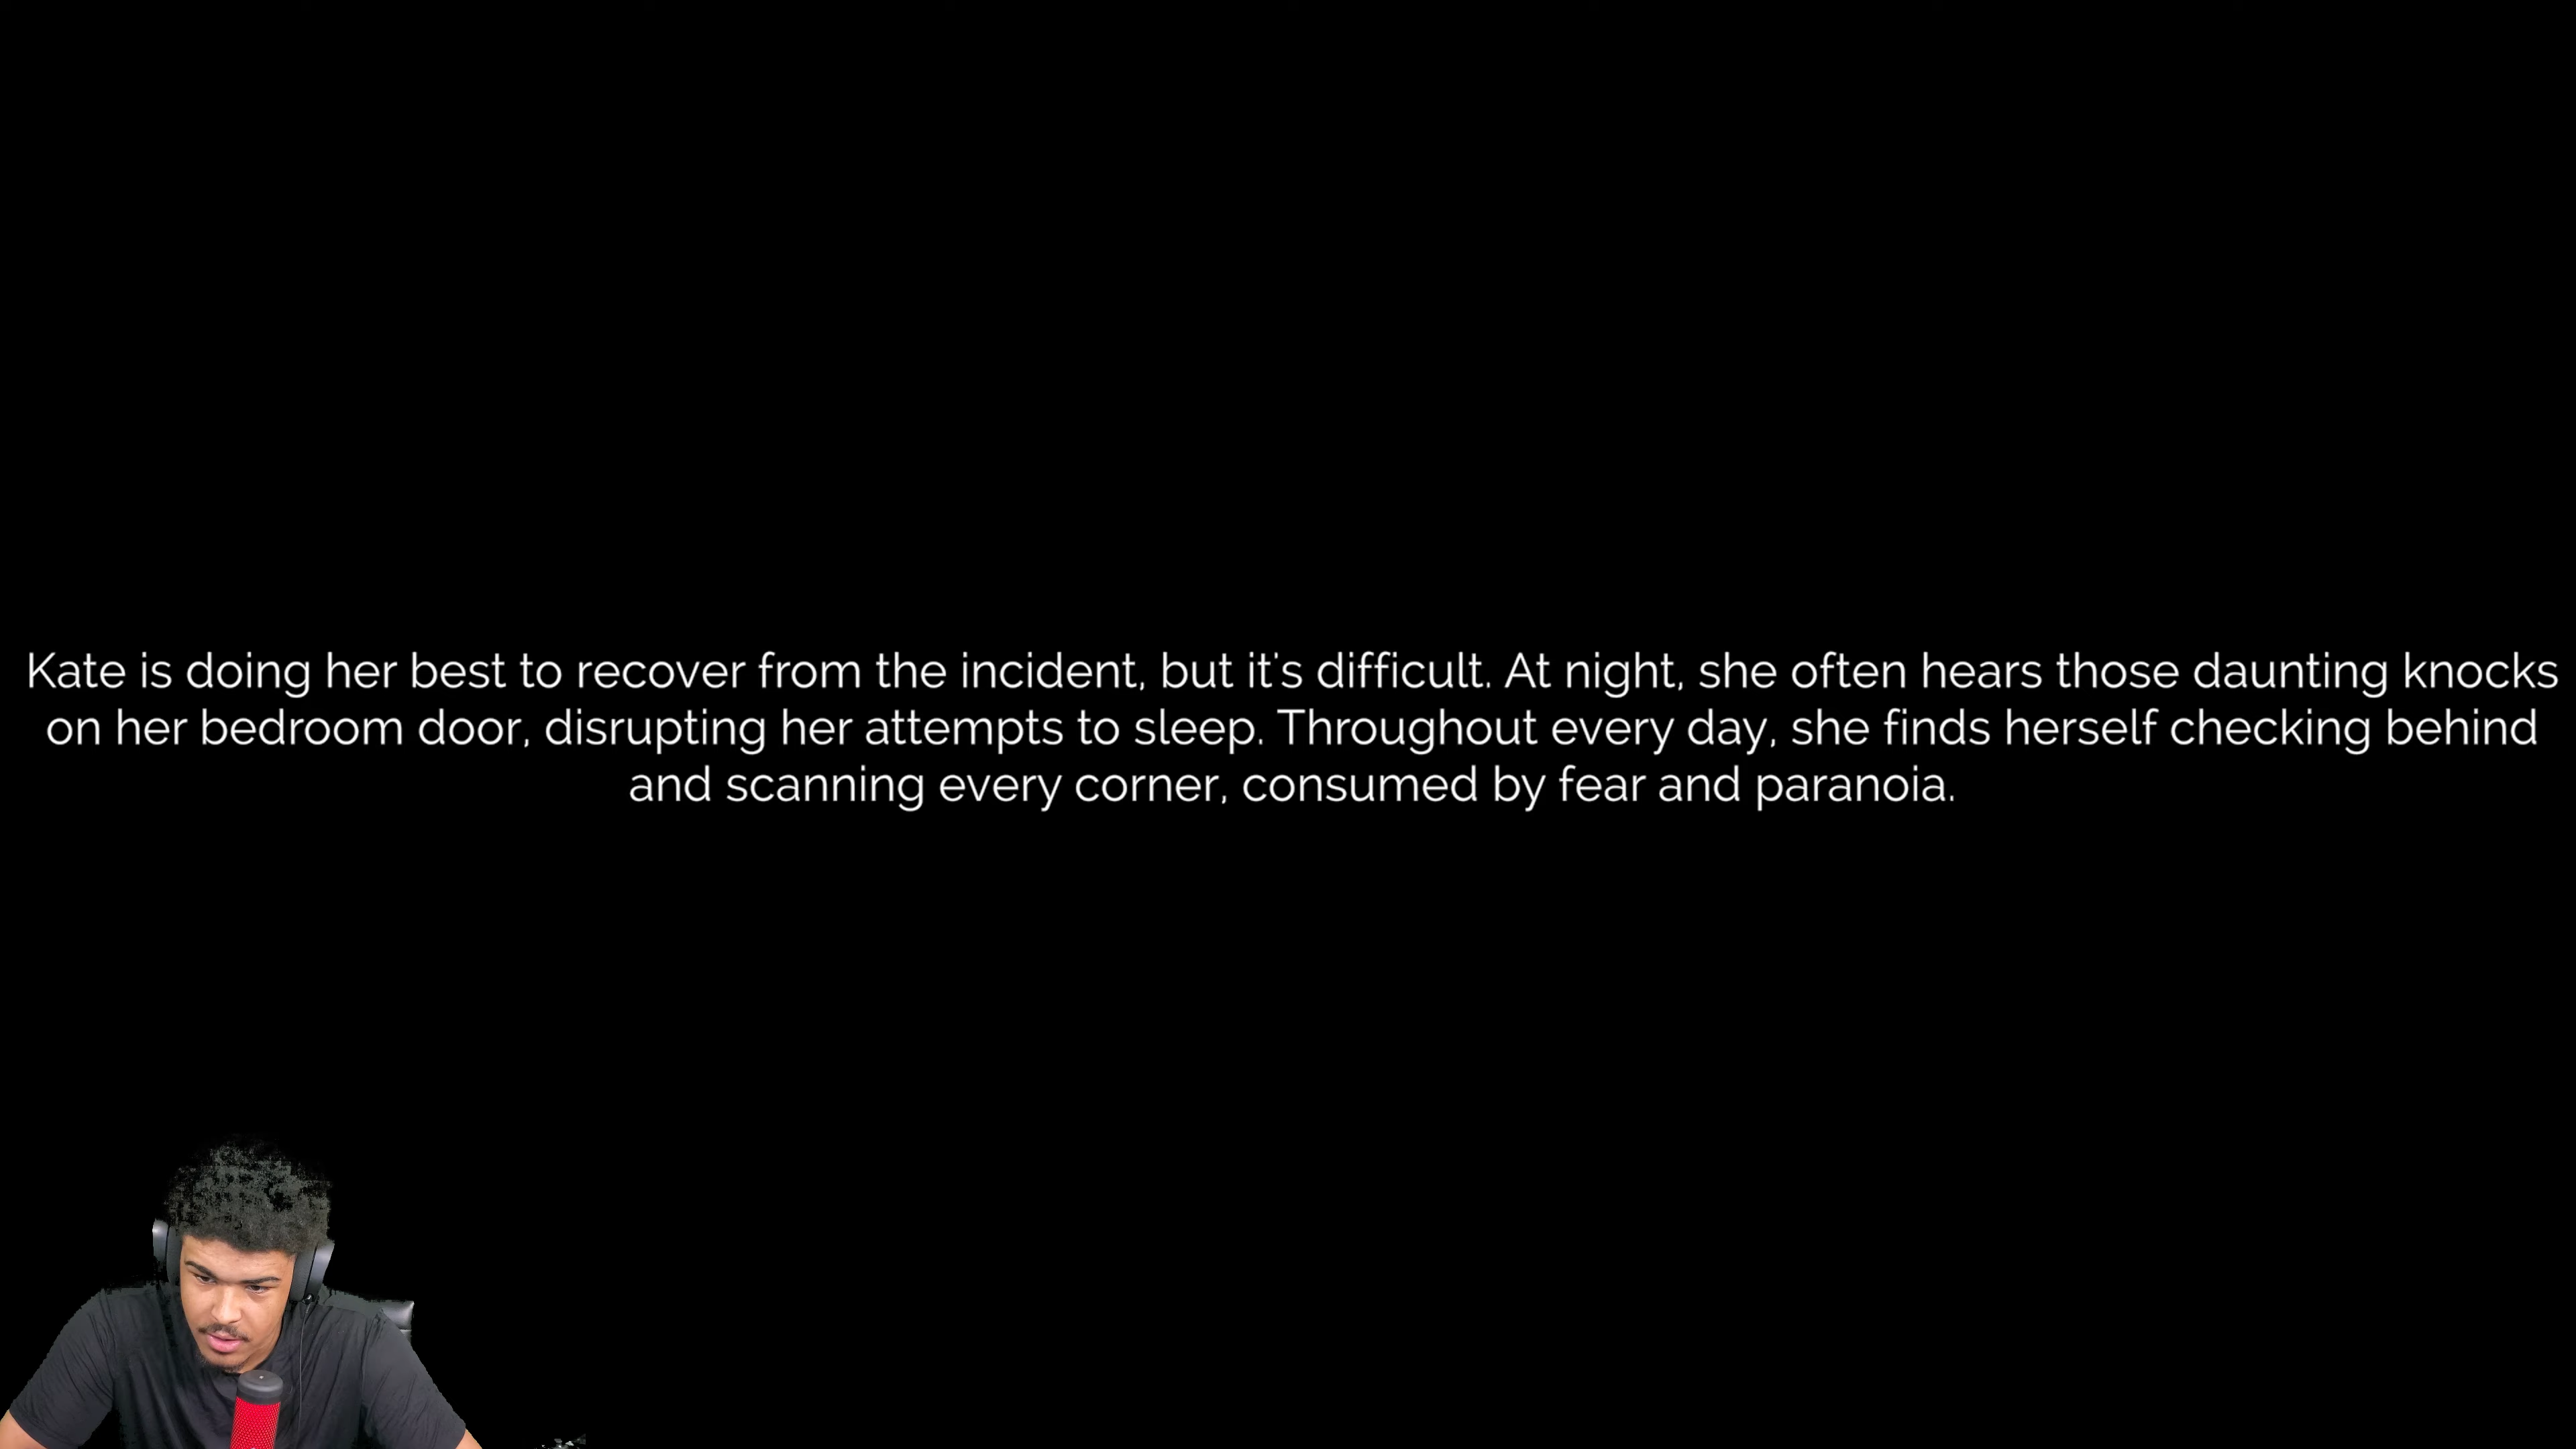 Kate is doing her best to recover from the incident, but it's difficult. At night, she often hears those daunting knocks
on her bedroom door, disrupting her attempts to sleep. Throughout every day, she finds herself checking behind
and scanning every corner, consumed by fear and paranoia.